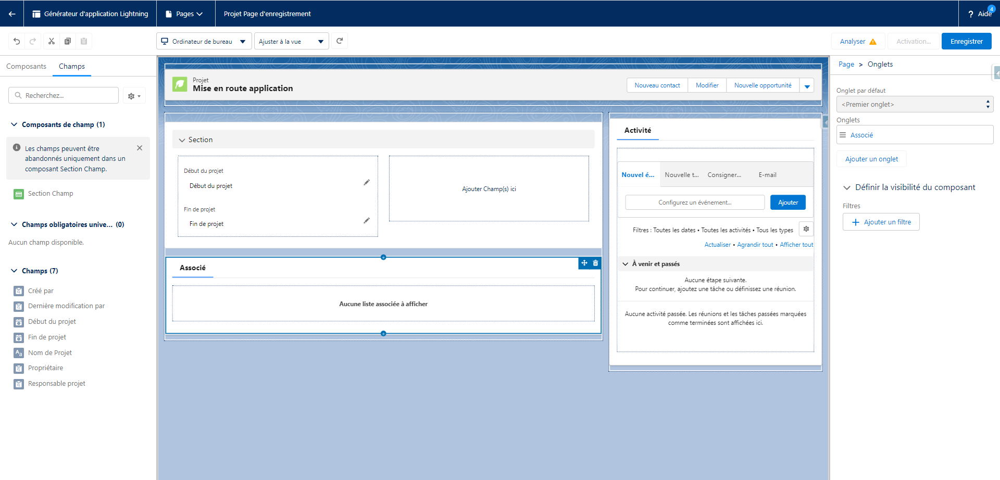 Générateur d'application Lightning
Pages
Projet Page d'enregistrement
? Aide
4
Ordinateur de bureau
Ajuster à la vue
Analyser
Activation...
Enregistrer
Composants
Champs
Recherchez...
Composants de champ (1)
Les champs peuvent être
abandonnés uniquement dans un
composant Section Champ.
Section Champ
Champs obligatoires unive... (0)
Aucun champ disponible.
Champs (7)
Créé par
Dernière modification par
Début du projet
Fin de projet
Aa Nom de Projet
Propriétaire
Responsable projet
Projet
Mise en route application
Nouveau contact
Modifier
Nouvelle opportunité
Section
Début du projet
Début du projet
Fin de projet
Fin de projet
Ajouter Champ(s) ici
Associé
Aucune liste associée à afficher
Activité
Nouvel é...
Nouvelle t...
Consigner...
E-mail
Configurez un événement...
Ajouter
Filtres : Toutes les dates • Toutes les activités • Tous les types
Actualiser • Agrandir tout • Afficher tout
À venir et passés
Aucune étape suivante.
Pour continuer, ajoutez une tâche ou définissez une réunion.
Aucune activité passée. Les réunions et les tâches passées marquées
comme terminées sont affichées ici.
Page > Onglets
Onglet par défaut
<Premier onglet>
Onglets
Associé
Ajouter un onglet
Définir la visibilité du composant
Filtres
Ajouter un filtre